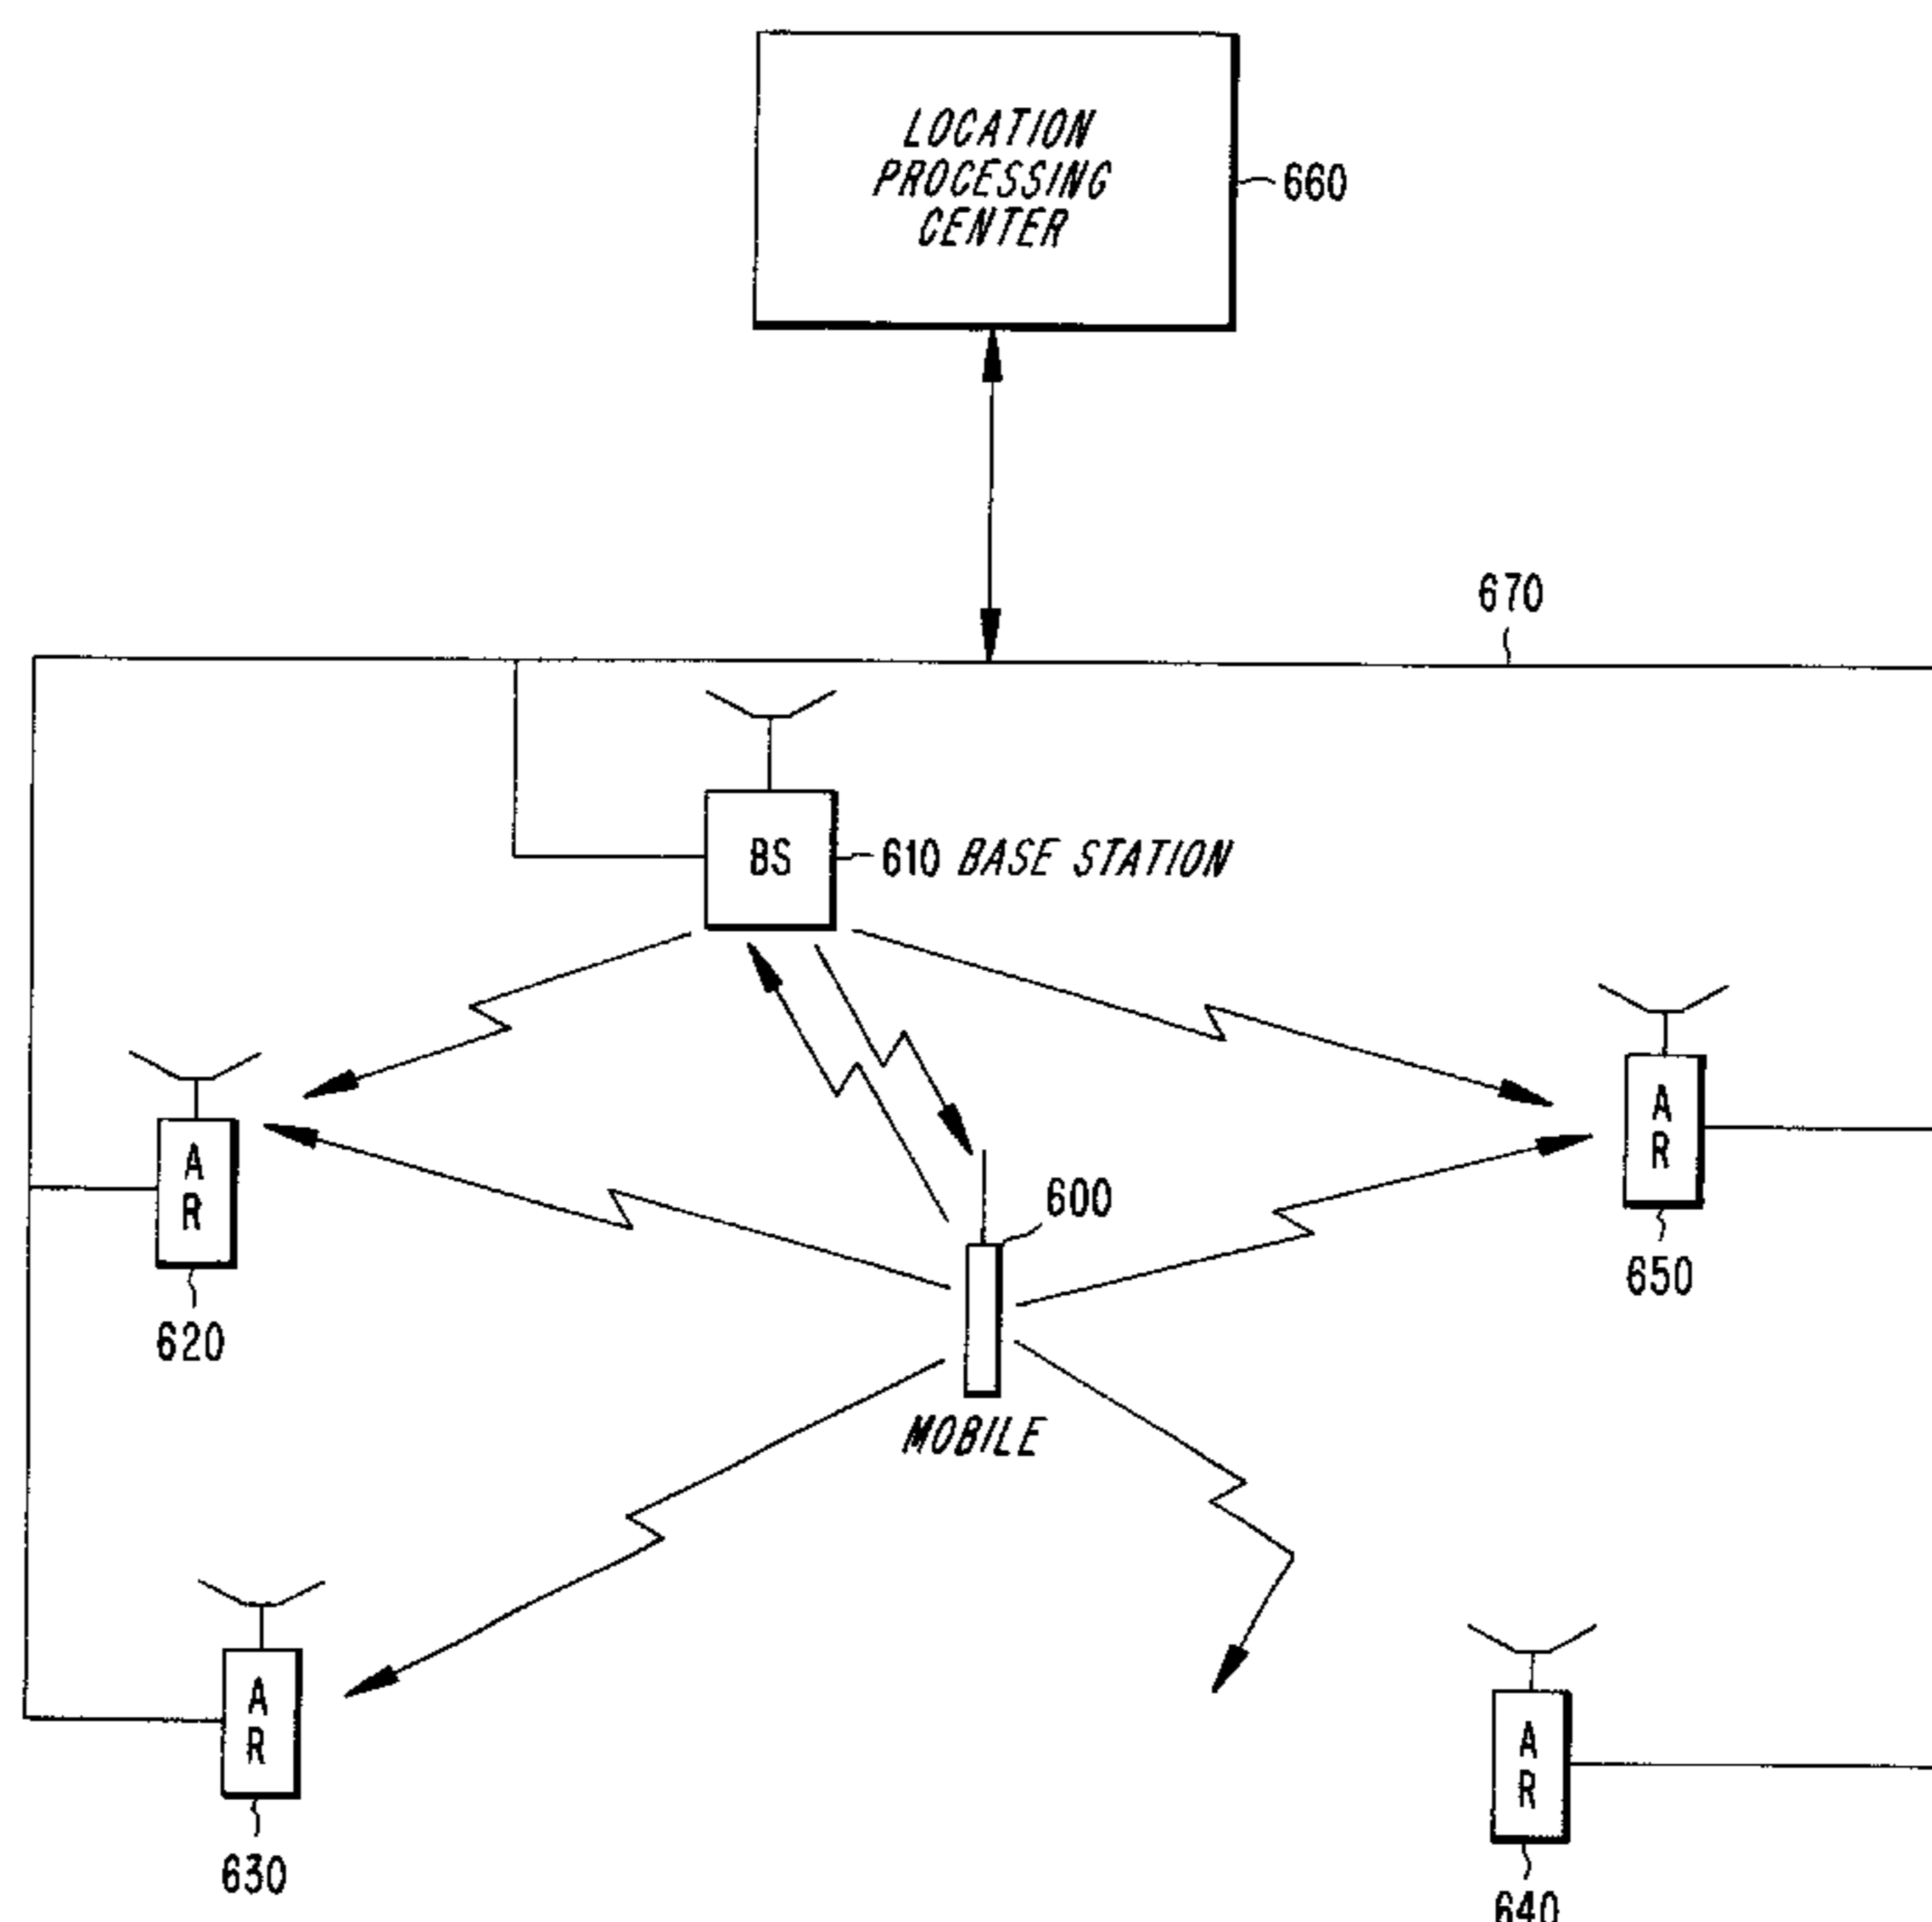 LOCATION
PROCESSING
CENTER
660
670
BS
610 BASE STATION
A
R
620
A
R
650
600
MOBILE
A
R
630
A
R
640